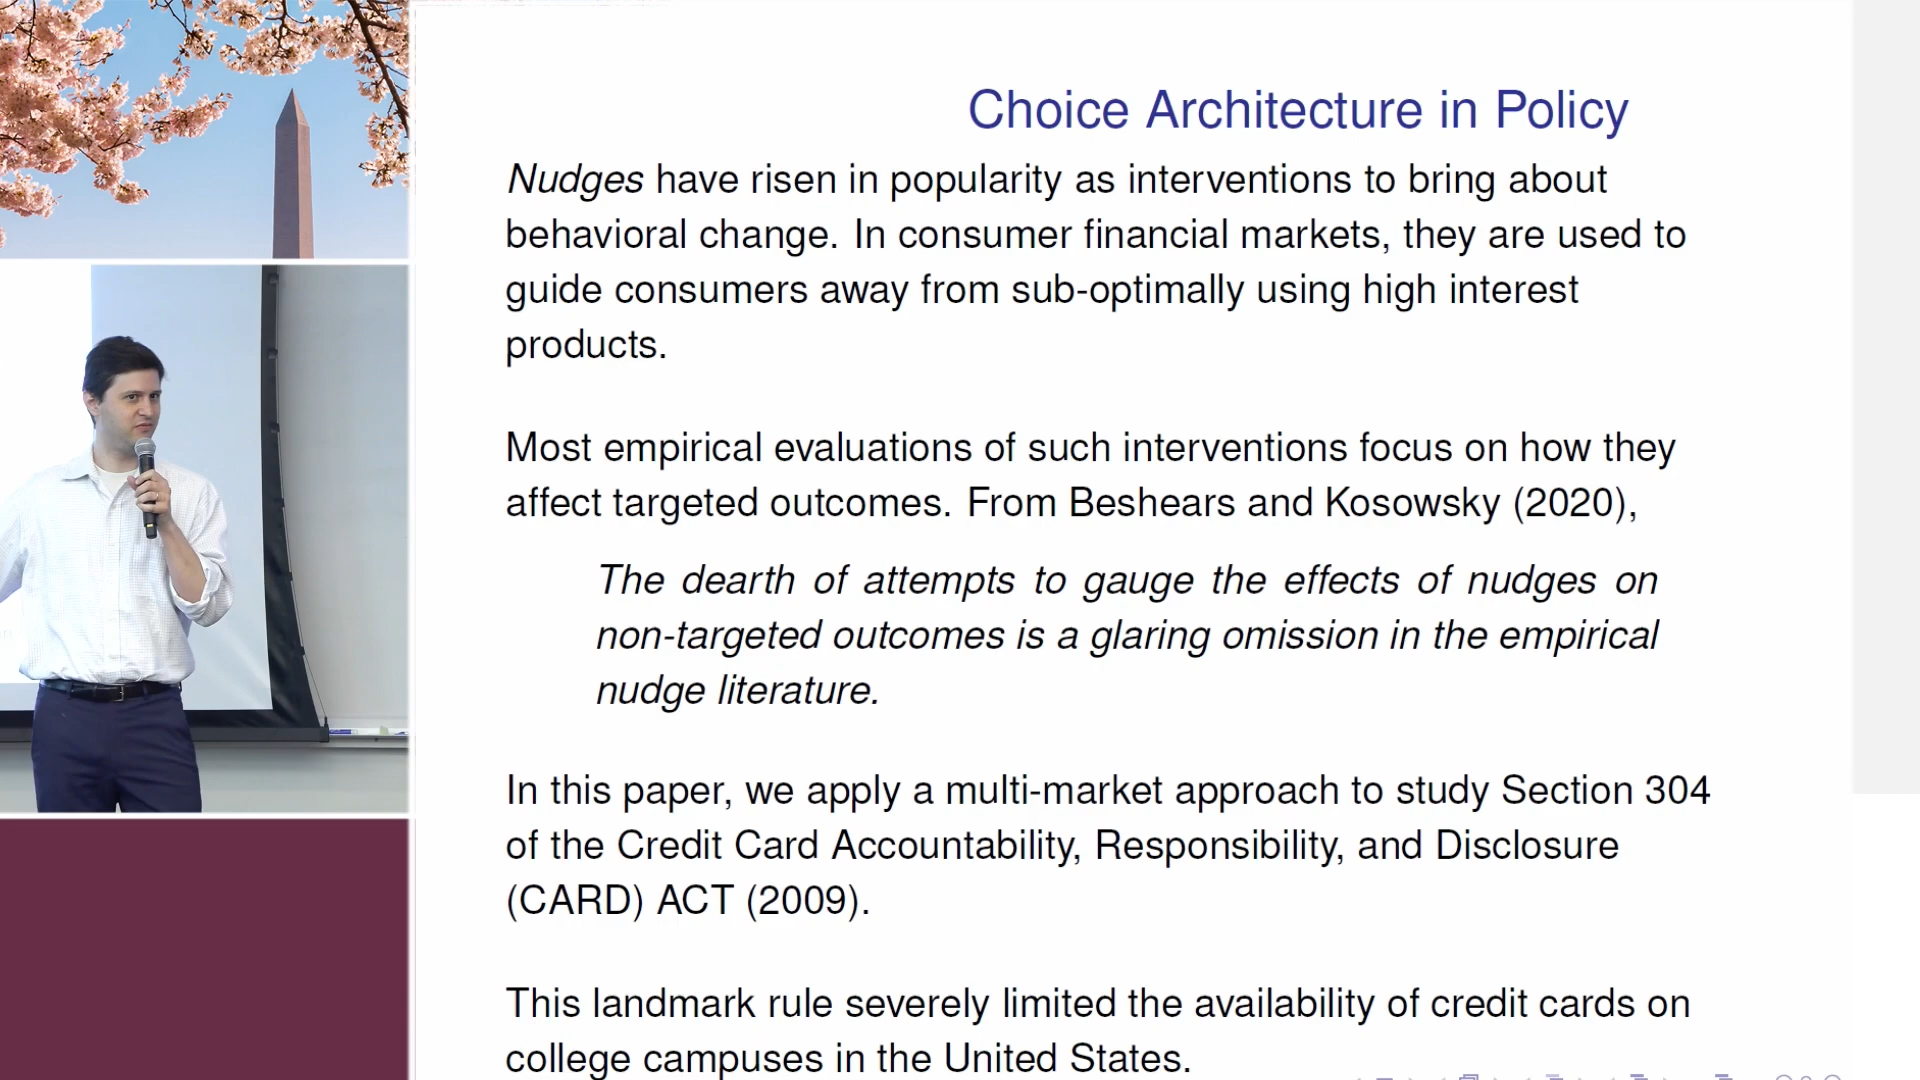 Choice Architecture in Policy
Nudges have risen in popularity as interventions to bring about
behavioral change. In consumer financial markets, they are used to
guide consumers away from sub-optimally using high interest
products.
Most empirical evaluations of such interventions focus on how they
affect targeted outcomes. From Beshears and Kosowsky (2020),
The dearth of attempts to gauge the effects of nudges on
non-targeted outcomes is a glaring omission in the empirical
nudge literature.
In this paper, we apply a multi-market approach to study Section 304
of the Credit Card Accountability, Responsibility, and Disclosure
(CARD) ACT (2009).
This landmark rule severely limited the availability of credit cards on
college campuses in the United States.